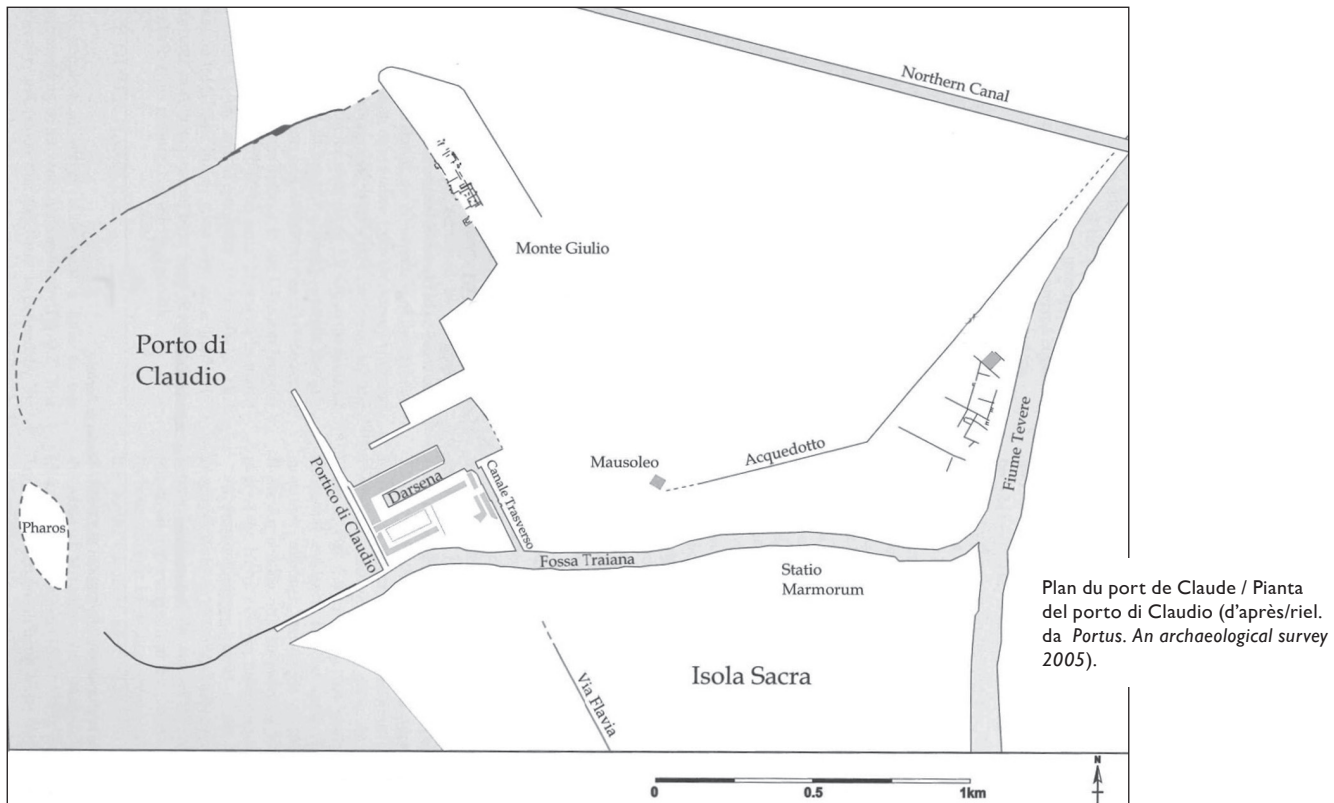 Northern Canal
Monte Giulio
Porto di
Claudio
Acquedotto
Mausoleo
Fiume Tevere
Portico di Claudio
Darsena
Canale Trasverso
Pharos
Fossa Traiana
Statio
Marmorum
Isola Sacra
Via Flavia
0
0.5
1km
N
Plan du port de Claude / Pianta
del porto di Claudio (d'après/riel.
da Portus. An archaeological survey
2005).